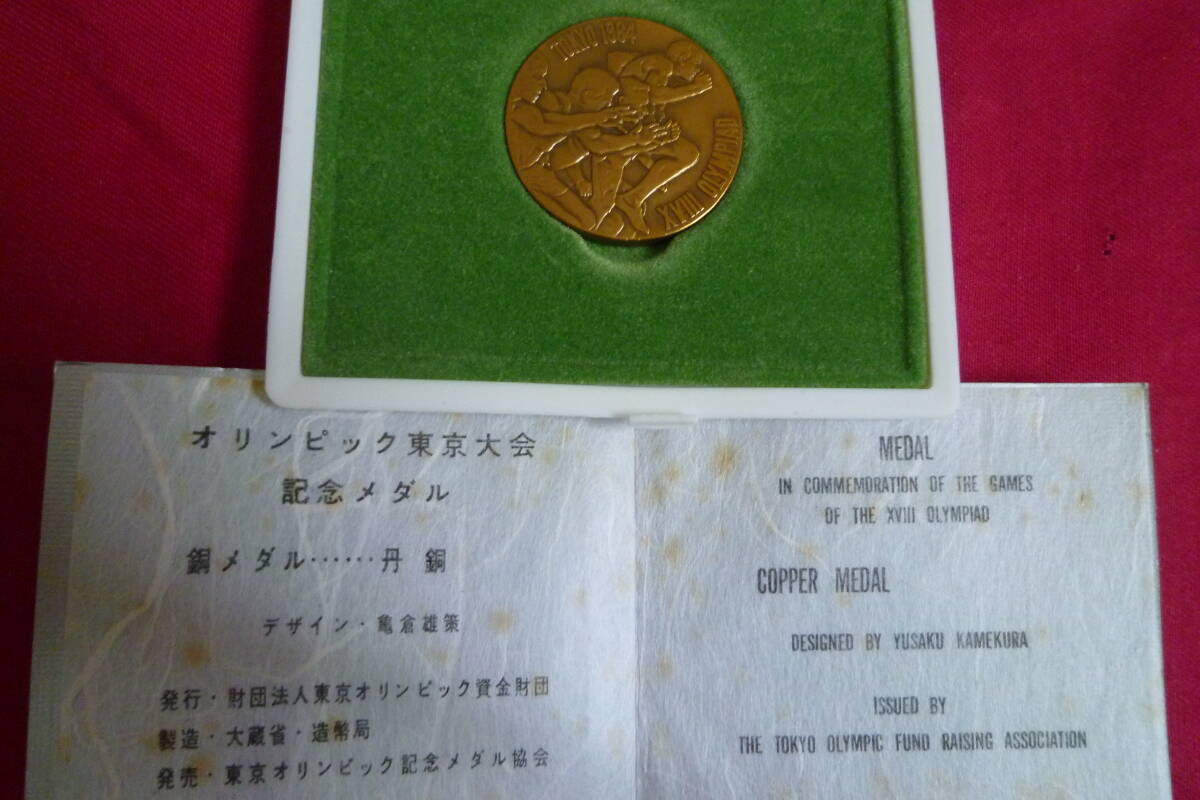 TOKYO 1964
XVIII OLYMPIAD
オリンピック東京大会
記念メダル
銅メダル‥‥‥丹 銅
デザイン・亀倉雄策
発行・財団法人東京オリンピック資金財団
製造・大蔵省・造幣局
発売・東京オリンピック記念メダル協会
MEDAL
IN COMMEMORATION OF THE GAMES
OF THE XVIII OLYMPIAD
COPPER MEDAL
DESIGNED BY YUSAKU KAMEKURA
ISSUED BY
THE TOKYO OLYMPIC FUND RAISING ASSOCIATION